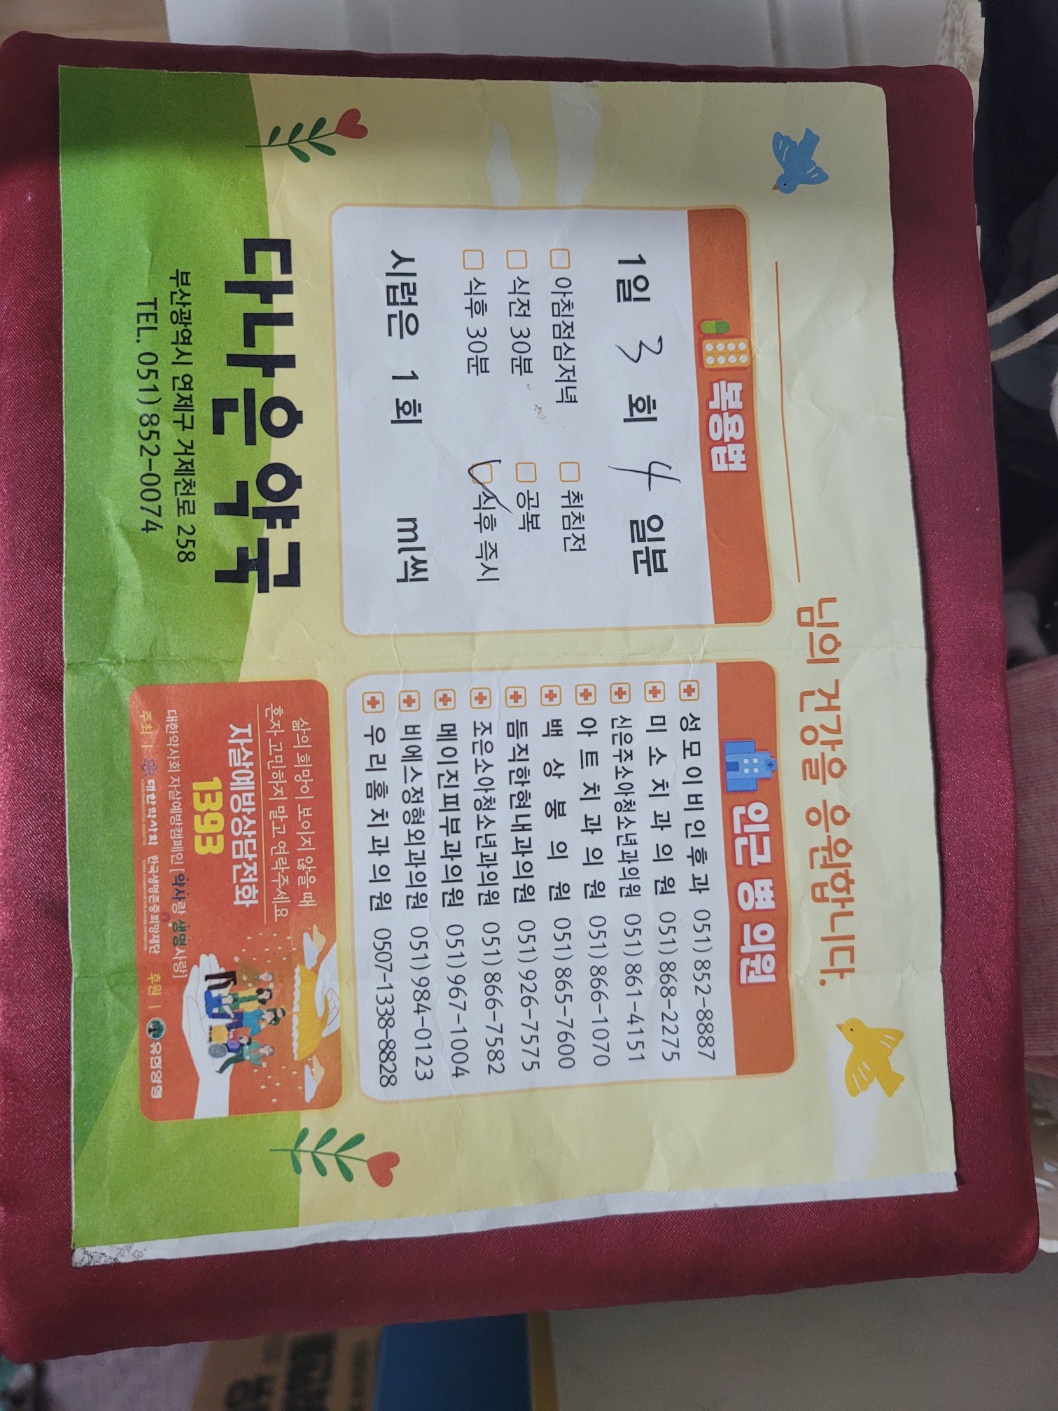 님의 건강을 응원합니다.
복용법
1일 3 회 4 일분
아침점심저녁 취침전
식전 30분 공복
식후 30분 식후 즉시
시럽은 1 회 ml씩
인근 병 의원
성모이비인후과 051) 852-8887
미소치과의원 051) 868-2275
신은주소아청소년과의원 051) 861-4151
아트치과의원 051) 866-1070
백상봉의원 051) 865-7600
듬직한현내과의원 051) 926-7575
조은소아청소년과의원 051) 866-7582
메이진피부과의원 051) 967-1004
비에스정형외과의원 051) 984-0123
우리홈치과의원 0507-1338-8828
다나은약국
부산광역시 연제구 거제천로 258
TEL. 051) 852-0074
삶의 희망이 보이지 않을 때
혼자 고민하지 말고 연락주세요
자살예방상담전화
1393
대한약사회 자살예방캠페인 [약사랑 생명사랑]
주최 | 대한약사회 한국생명존중희망재단 후원 | 유한양행